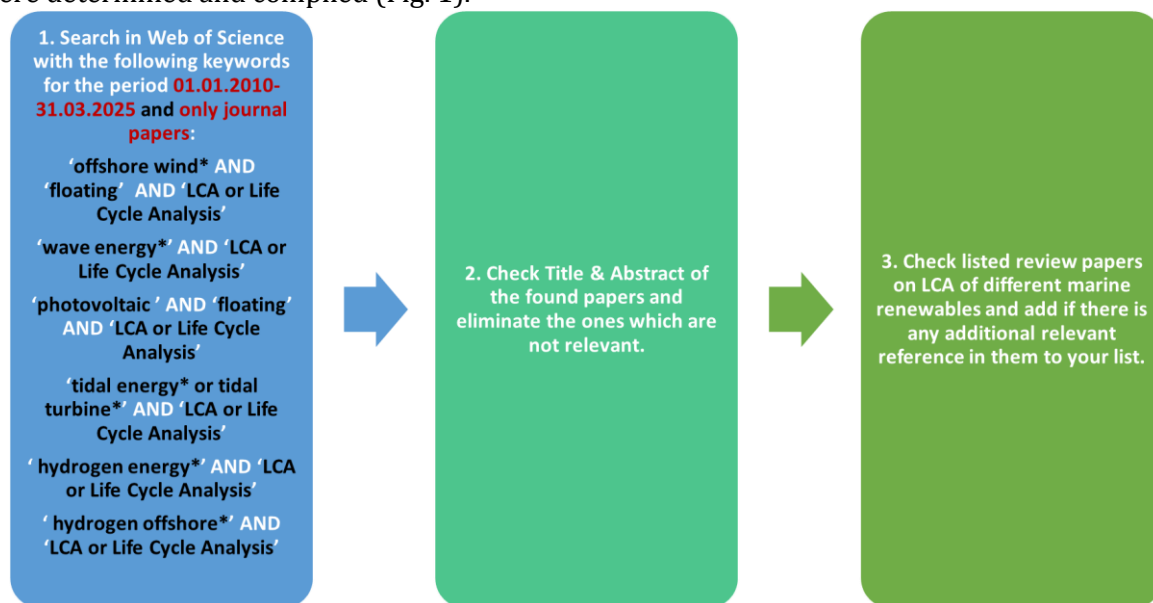 ere determined and compiled (Fig. 1).
1. Search in Web of Science
with the following keywords
for the period 01.01.2010-
31.03.2025 and only journal
papers:
‘offshore wind* AND
‘floating’ AND ‘LCA or Life
Cycle Analysis’
‘wave energy*’ AND ‘LCA or
Life Cycle Analysis’
‘photovoltaic ’ AND ‘floating’
AND ‘LCA or Life Cycle
Analysis’
‘tidal energy* or tidal
turbine*’ AND ‘LCA or Life
Cycle Analysis’
‘ hydrogen energy*’ AND ‘LCA
or Life Cycle Analysis’
‘ hydrogen offshore*’ AND
‘LCA or Life Cycle Analysis’
2. Check Title & Abstract of
the found papers and
eliminate the ones which are
not relevant.
3. Check listed review papers
on LCA of different marine
renewables and add if there is
any additional relevant
reference in them to your list.